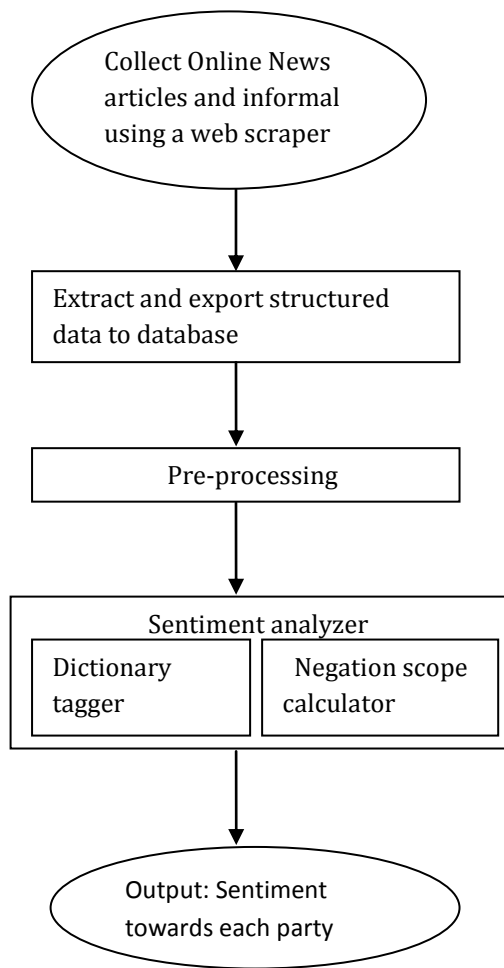 Collect Online News
articles and informal
using a web scraper
Extract and export structured
data to database
Pre-processing
Sentiment analyzer
Dictionary
tagger
Negation scope
calculator
Output: Sentiment
towards each party